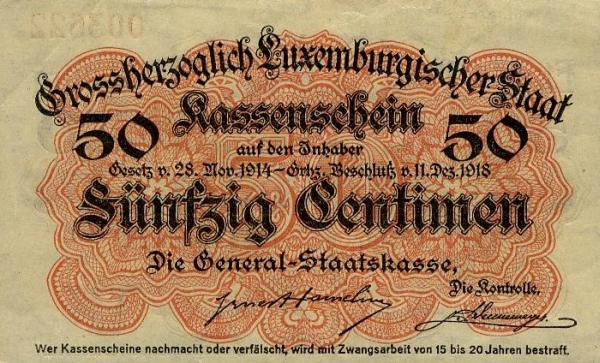 Grossherzoglich Luxemburgischer Staat
50 Kassenschein 50
auf den Inhaber
Gesetz v. 28. Nov. 1914 – Grhz. Beschluß v. 11. Dez. 1918
Fünfzig Centimen
Die General-Staatskasse,
Die Kontrolle.
Wer Kassenscheine nachmacht oder verfälscht, wird mit Zwangsarbeit von 15 bis 20 Jahren bestraft.